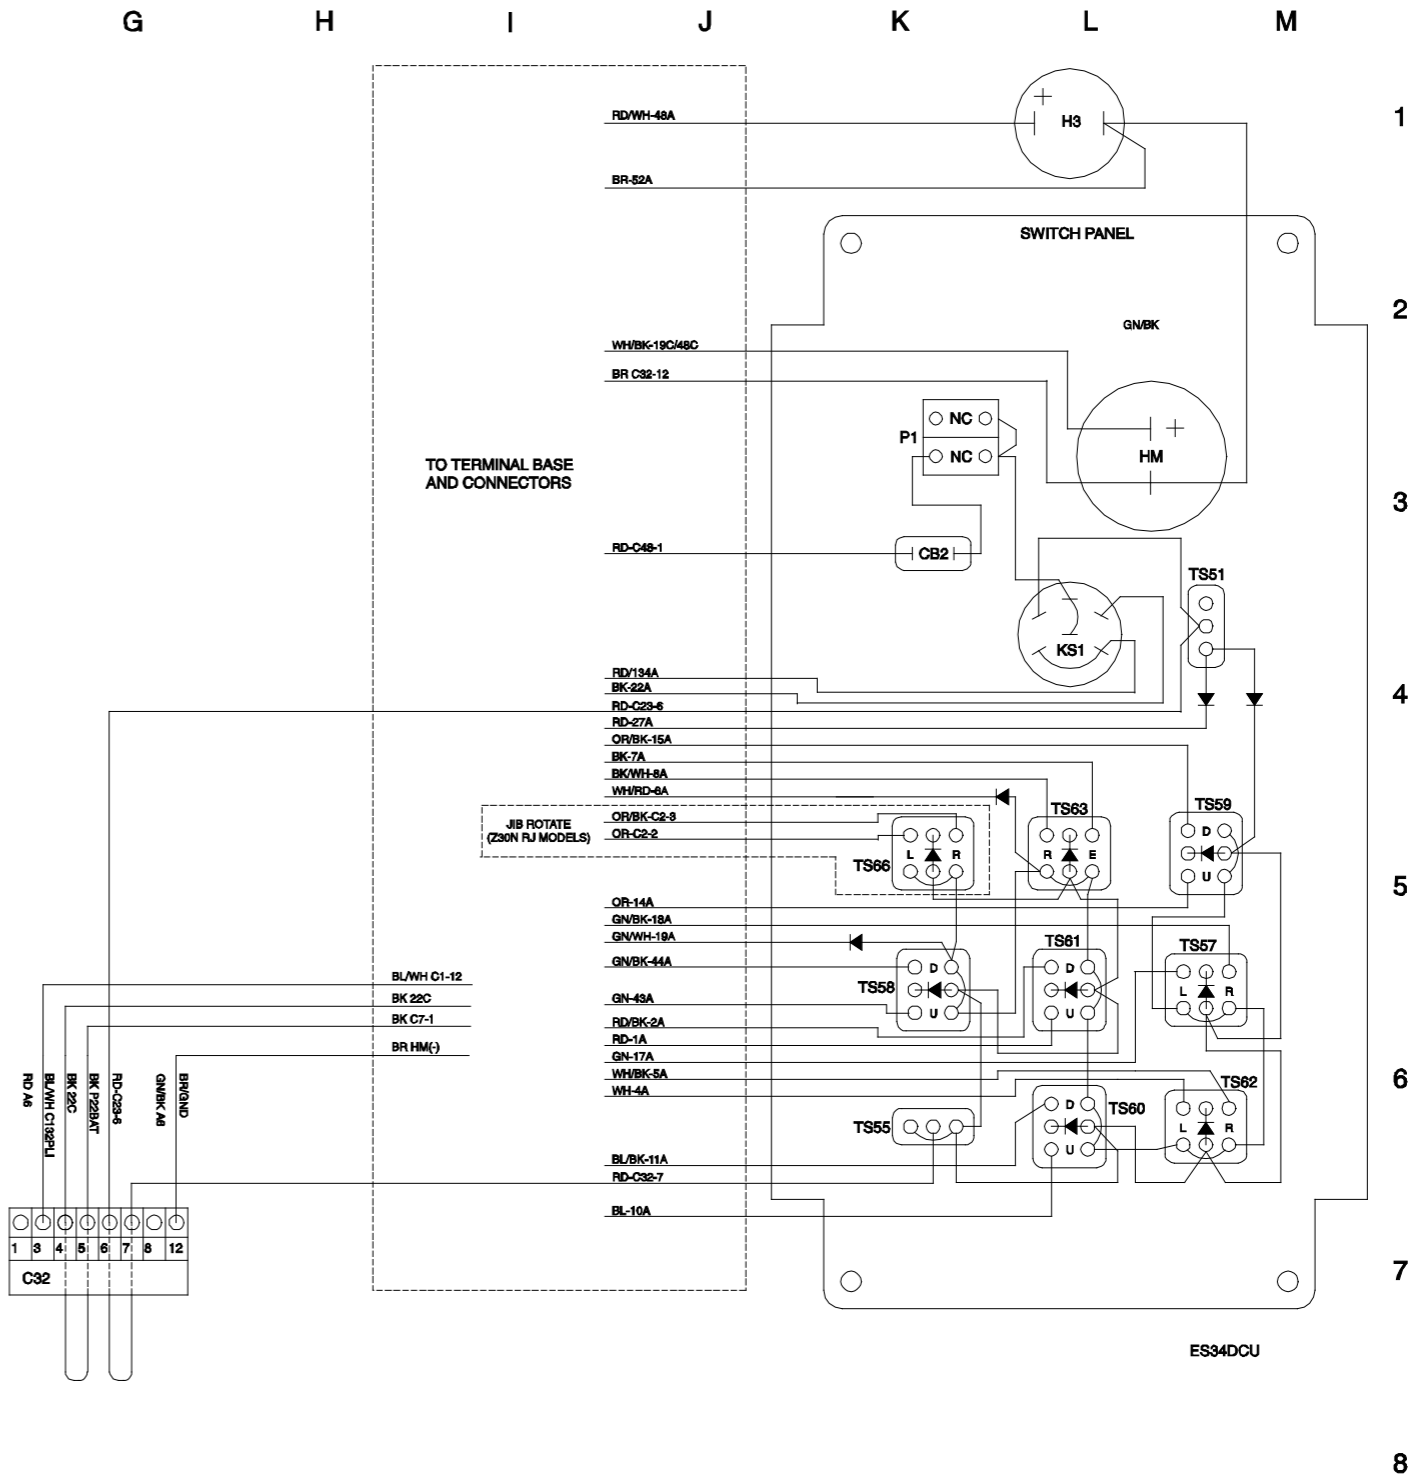 G H I J K L M
1
RD/WH-48A
H3
BR-52A
SWITCH PANEL
2
GN/BK
WH/BK-19C/48C
BR C32-12
NC
P1
NC
HM
TO TERMINAL BASE
AND CONNECTORS
3
RD-C48-1
CB2
TS51
KS1
RD/134A
BK-22A
4
RD-C23-6
RD-27A
OR/BK-15A
BK-7A
BK/WH-8A
WH/RD-6A
TS63
TS59
OR/BK-C2-3
JIB ROTATE
(Z30N RJ MODELS)
OR-C2-2
D
L R
R E
TS66
U
5
OR-14A
GN/BK-18A
GN/WH-19A
TS61
TS57
GN/BK-44A
D
D
BL/WH C1-12
TS58
L R
BK 22C
GN-43A
U
U
BK C7-1
RD/BK-2A
RD-1A
BR HM(-)
GN-17A
WH/BK-5A
6
WH-4A
TS62
RD A6
BL/WH C132PLI
BK 22C
BK P22BAT
RD-C23-6
GN/BK A6
BR/GND
D
TS60
TS55
L R
U
BL/BK-11A
RD-C32-7
BL-10A
1 3 4 5 6 7 8 12
C32
7
ES34DCU
8